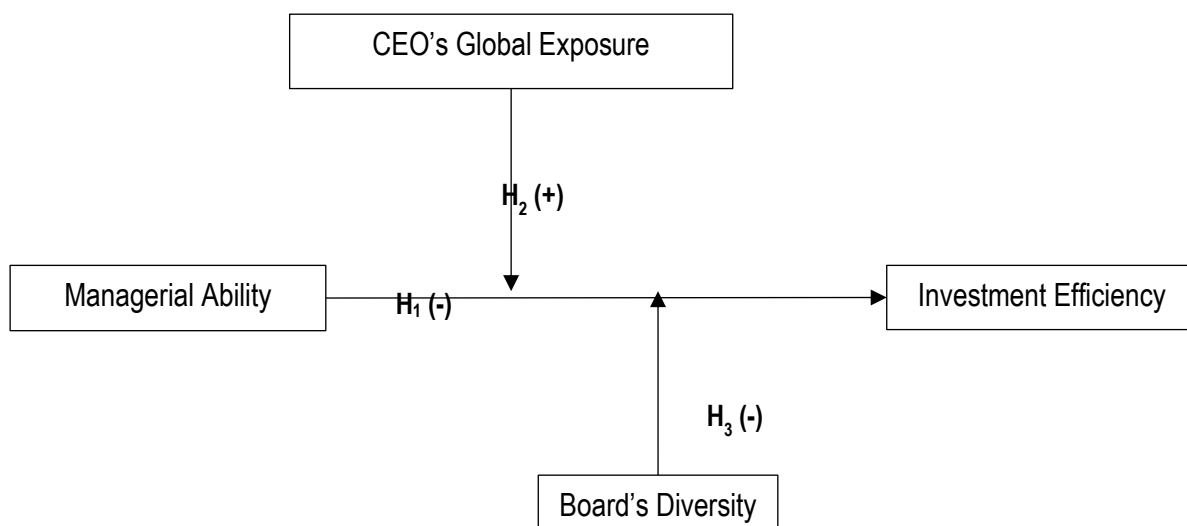 CEO’s Global Exposure
H₂ (+)
Managerial Ability
H₁ (-)
Investment Efficiency
H₃ (-)
Board’s Diversity